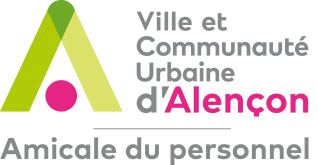 Ville et
Communauté
Urbaine
d'Alençon
Amicale du personnel